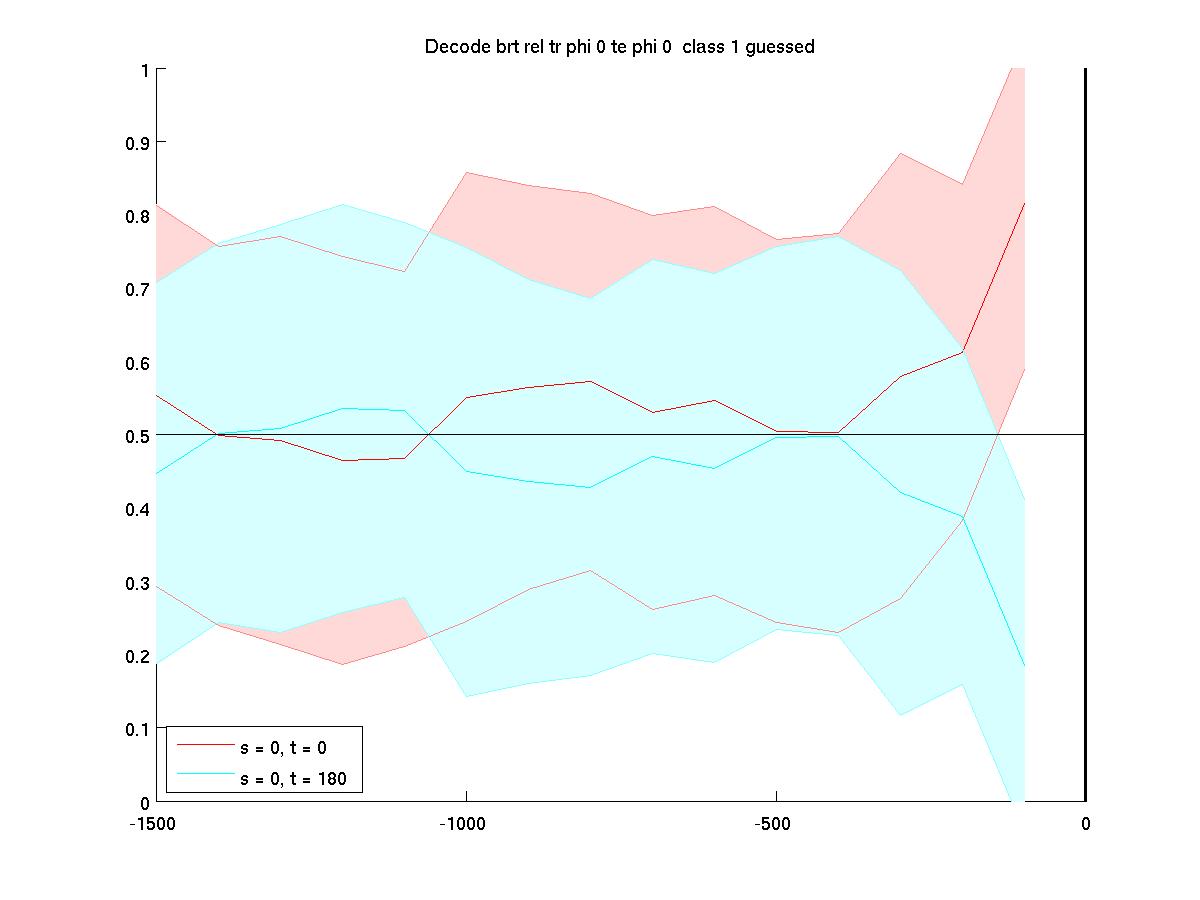 Decode brt rel tr phi 0 te phi 0 class 1 guessed
1
0.9
0.8
0.7
0.6
0.5
0.4
0.3
0.2
0.1
0
s = 0, t = 0
s = 0, t = 180
-1500 -1000 -500 0